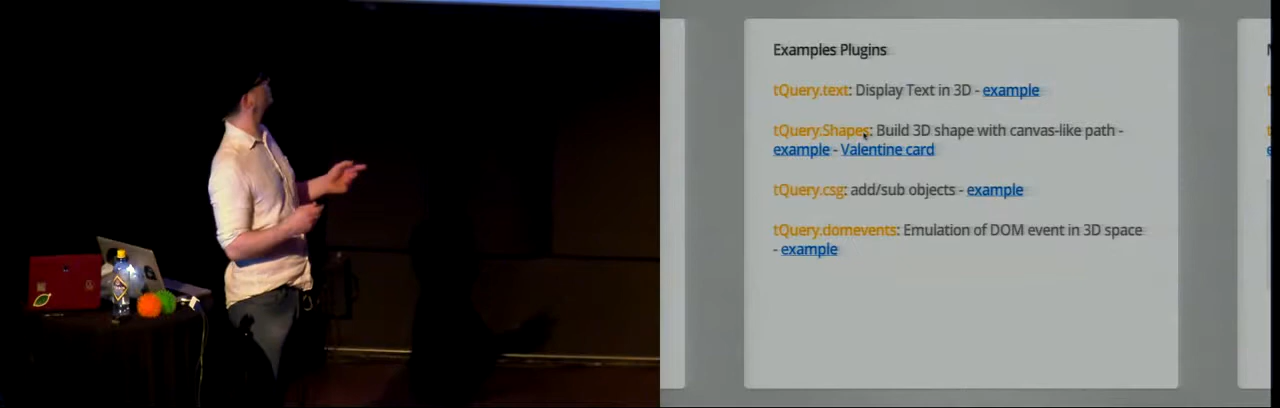 Examples Plugins
tQuery.text: Display Text in 3D - example
tQuery.Shapes: Build 3D shape with canvas-like path -
example - Valentine card
tQuery.csg: add/sub objects - example
tQuery.domevents: Emulation of DOM event in 3D space
- example